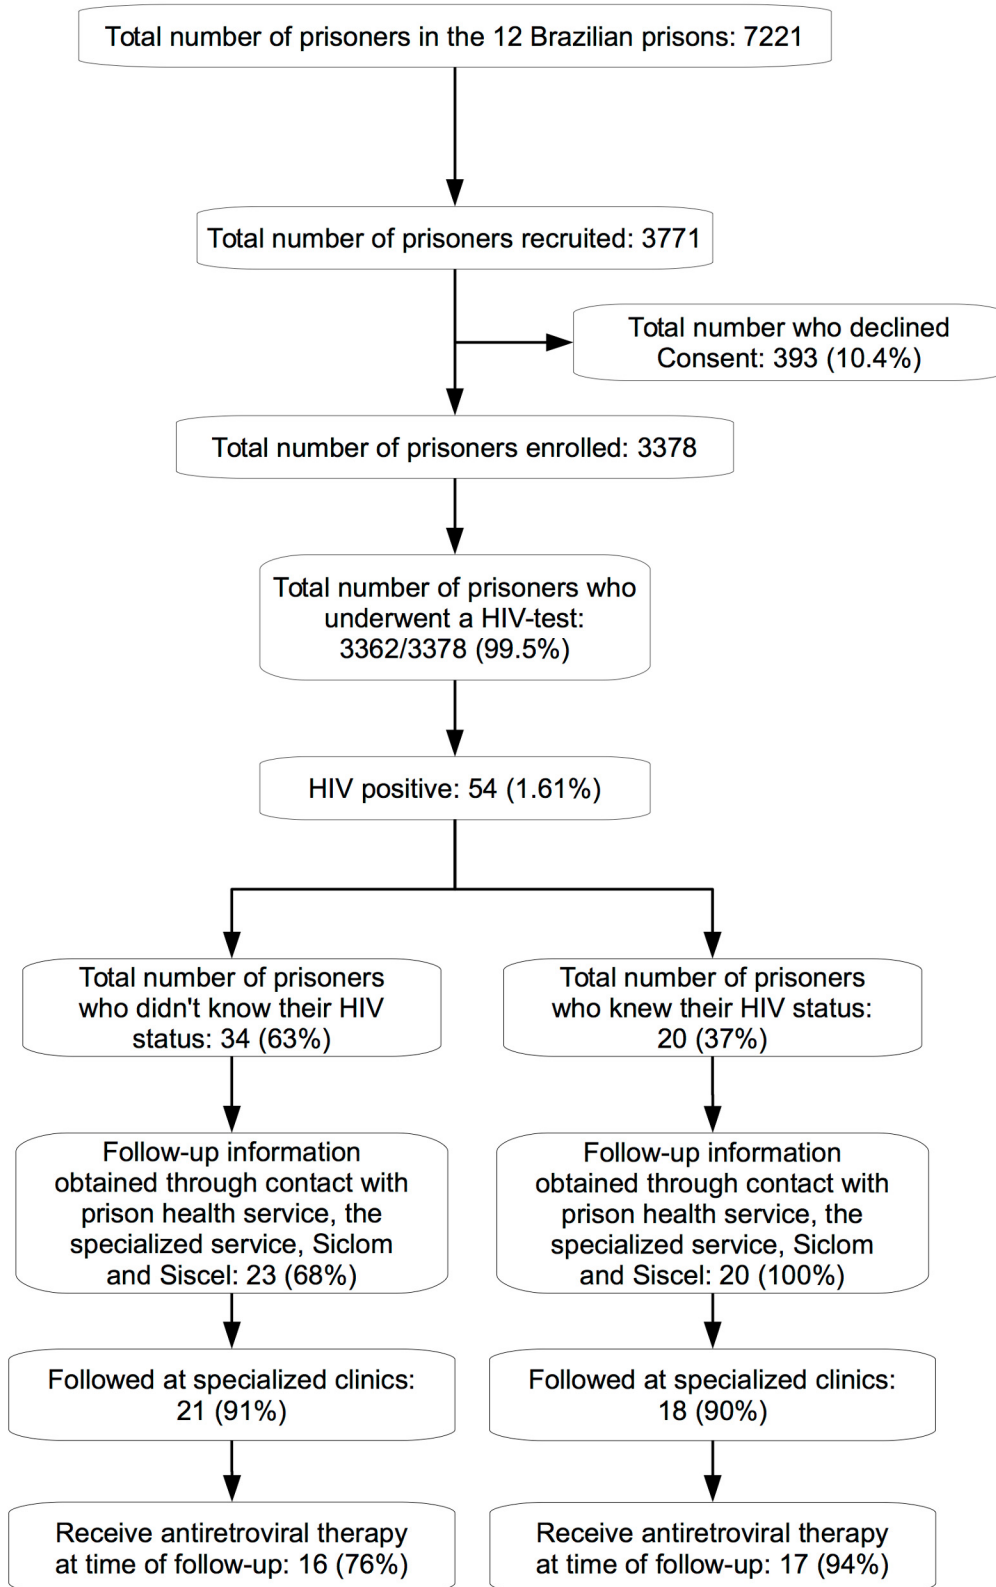 Total number of prisoners in the 12 Brazilian prisons: 7221
Total number of prisoners recruited: 3771
Total number who declined
Consent: 393 (10.4%)
Total number of prisoners enrolled: 3378
Total number of prisoners who
underwent a HIV-test:
3362/3378 (99.5%)
HIV positive: 54 (1.61%)
Total number of prisoners
who didn't know their HIV
status: 34 (63%)
Total number of prisoners
who knew their HIV status:
20 (37%)
Follow-up information
obtained through contact with
prison health service, the
specialized service, Siclom
and Siscel: 23 (68%)
Follow-up information
obtained through contact with
prison health service, the
specialized service, Siclom
and Siscel: 20 (100%)
Followed at specialized clinics:
21 (91%)
Followed at specialized clinics:
18 (90%)
Receive antiretroviral therapy
at time of follow-up: 16 (76%)
Receive antiretroviral therapy
at time of follow-up: 17 (94%)